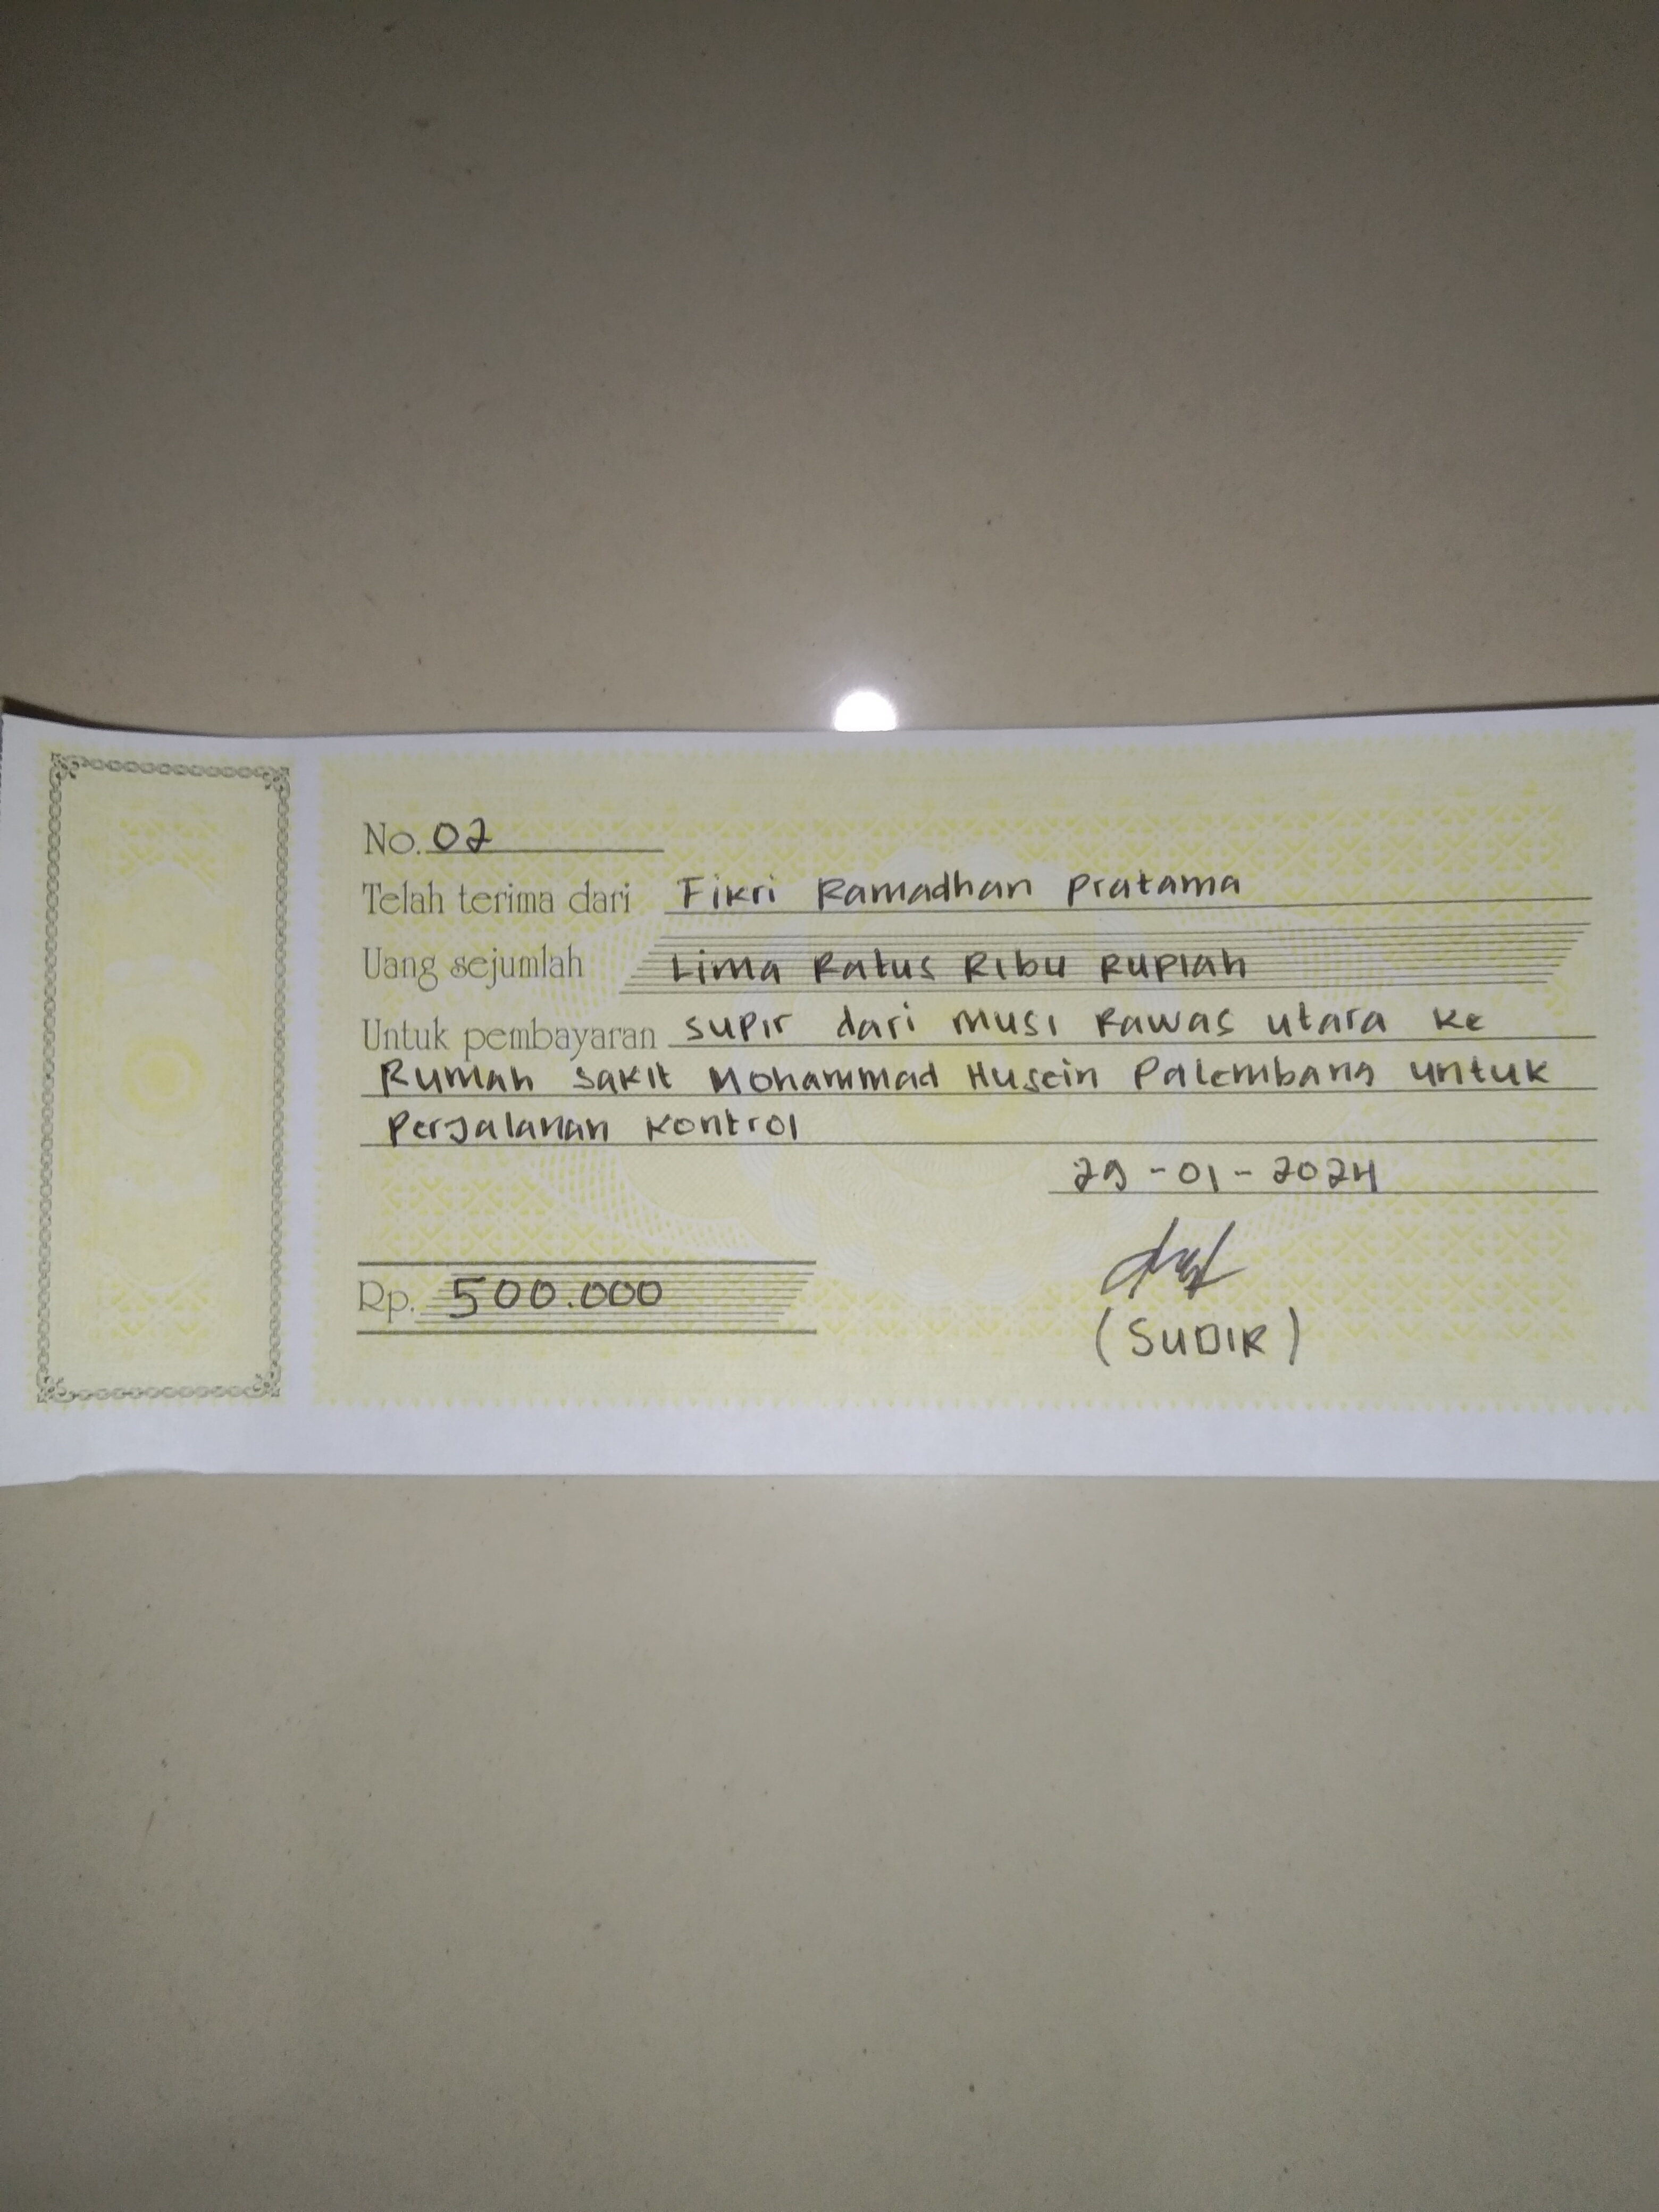 No. 02
Telah terima dari Fikri Ramadhan Pratama
Uang sejumlah Lima Ratus Ribu Rupiah
Untuk pembayaran supir dari Musi Rawas Utara ke
Rumah Sakit Mohammad Husein Palembang untuk
Perjalanan Kontrol
29-01-2024
Rp. 500.000
(SUDIR)